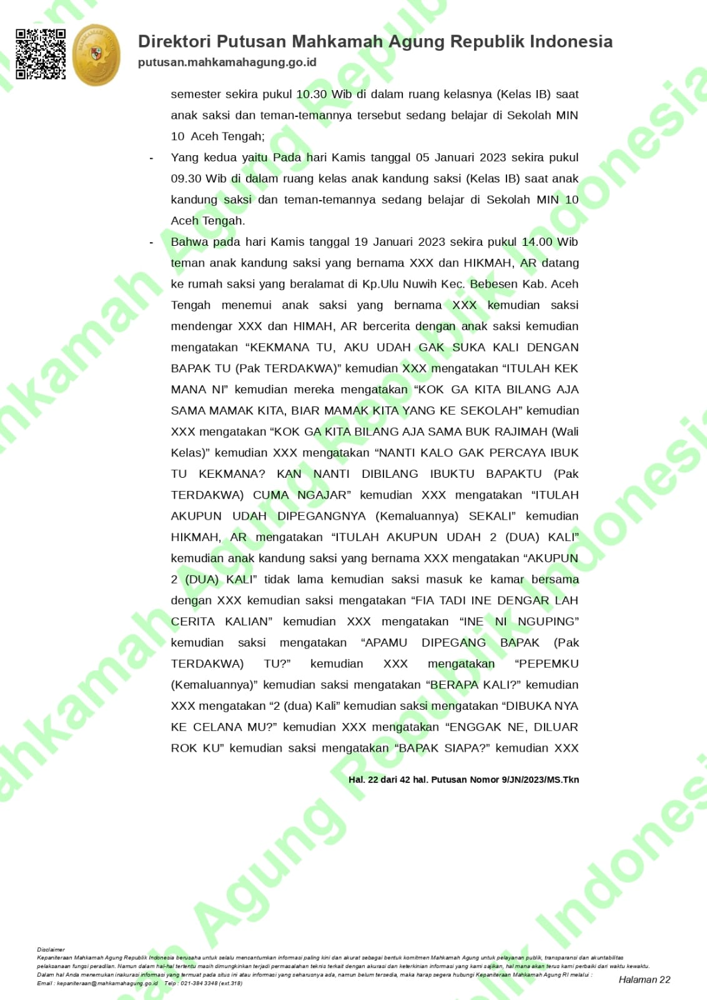 Direktori Putusan Mahkamah Agung Republik Indonesia
putusan.mahkamahagung.go.id
semester sekira pukul 10.30 Wib di dalam ruang kelasnya (Kelas IB) saat
anak saksi dan teman-temannya tersebut sedang belajar di Sekolah MIN
10 Aceh Tengah;
- Yang kedua yaitu Pada hari Kamis tanggal 05 Januari 2023 sekira pukul
09.30 Wib di dalam ruang kelas anak kandung saksi (Kelas IB) saat anak
kandung saksi dan teman-temannya sedang belajar di Sekolah MIN 10
Aceh Tengah.
- Bahwa pada hari Kamis tanggal 19 Januari 2023 sekira pukul 14.00 Wib
teman anak kandung saksi yang bernama XXX dan HIKMAH, AR datang
ke rumah saksi yang beralamat di Kp.Ulu Nuwih Kec. Bebesen Kab. Aceh
Tengah menemui anak saksi yang bernama XXX kemudian saksi
mendengar XXX dan HIMAH, AR bercerita dengan anak saksi kemudian
mengatakan “KEKMANA TU, AKU UDAH GAK SUKA KALI DENGAN
BAPAK TU (Pak TERDAKWA)” kemudian XXX mengatakan “ITULAH KEK
MANA NI” kemudian mereka mengatakan “KOK GA KITA BILANG AJA
SAMA MAMAK KITA, BIAR MAMAK KITA YANG KE SEKOLAH” kemudian
XXX mengatakan “KOK GA KITA BILANG AJA SAMA BUK RAJIMAH (Wali
Kelas)” kemudian XXX mengatakan “NANTI KALO GAK PERCAYA IBUK
TU KEKMANA? KAN NANTI DIBILANG IBUKTU BAPAKTU (Pak
TERDAKWA) CUMA NGAJAR” kemudian XXX mengatakan “ITULAH
AKUPUN UDAH DIPEGANGNYA (Kemaluannya) SEKALI” kemudian
HIKMAH, AR mengatakan “ITULAH AKUPUN UDAH 2 (DUA) KALI”
kemudian anak kandung saksi yang bernama XXX mengatakan “AKUPUN
2 (DUA) KALI” tidak lama kemudian saksi masuk ke kamar bersama
dengan XXX kemudian saksi mengatakan “FIA TADI INE DENGAR LAH
CERITA KALIAN” kemudian XXX mengatakan “INE NI NGUPING”
kemudian saksi mengatakan “APAMU DIPEGANG BAPAK (Pak
TERDAKWA) TU?” kemudian XXX mengatakan “PEPEMKU
(Kemaluannya)” kemudian saksi mengatakan “BERAPA KALI?” kemudian
XXX mengatakan “2 (dua) Kali” kemudian saksi mengatakan “DIBUKA NYA
KE CELANA MU?” kemudian XXX mengatakan “ENGGAK NE, DILUAR
ROK KU” kemudian saksi mengatakan “BAPAK SIAPA?” kemudian XXX
Hal. 22 dari 42 hal. Putusan Nomor 9/JN/2023/MS.Tkn
Disclaimer
Kepaniteraan Mahkamah Agung Republik Indonesia berusaha untuk selalu mencantumkan informasi paling kini dan akurat sebagai bentuk komitmen Mahkamah Agung untuk pelayanan publik, transparansi dan akuntabilitas
pelaksanaan fungsi peradilan. Namun dalam hal-hal tertentu masih dimungkinkan terjadi permasalahan teknis terkait dengan akurasi dan keterkinian informasi yang kami sajikan, hal mana akan terus kami perbaiki dari waktu kewaktu.
Dalam hal Anda menemukan inakurasi informasi yang termuat pada situs ini atau informasi yang seharusnya ada, namun belum tersedia, maka harap segera hubungi Kepaniteraan Mahkamah Agung RI melalui :
Email : kepaniteraan@mahkamahagung.go.id Telp : 021-384 3348 (ext.318)
Halaman 22